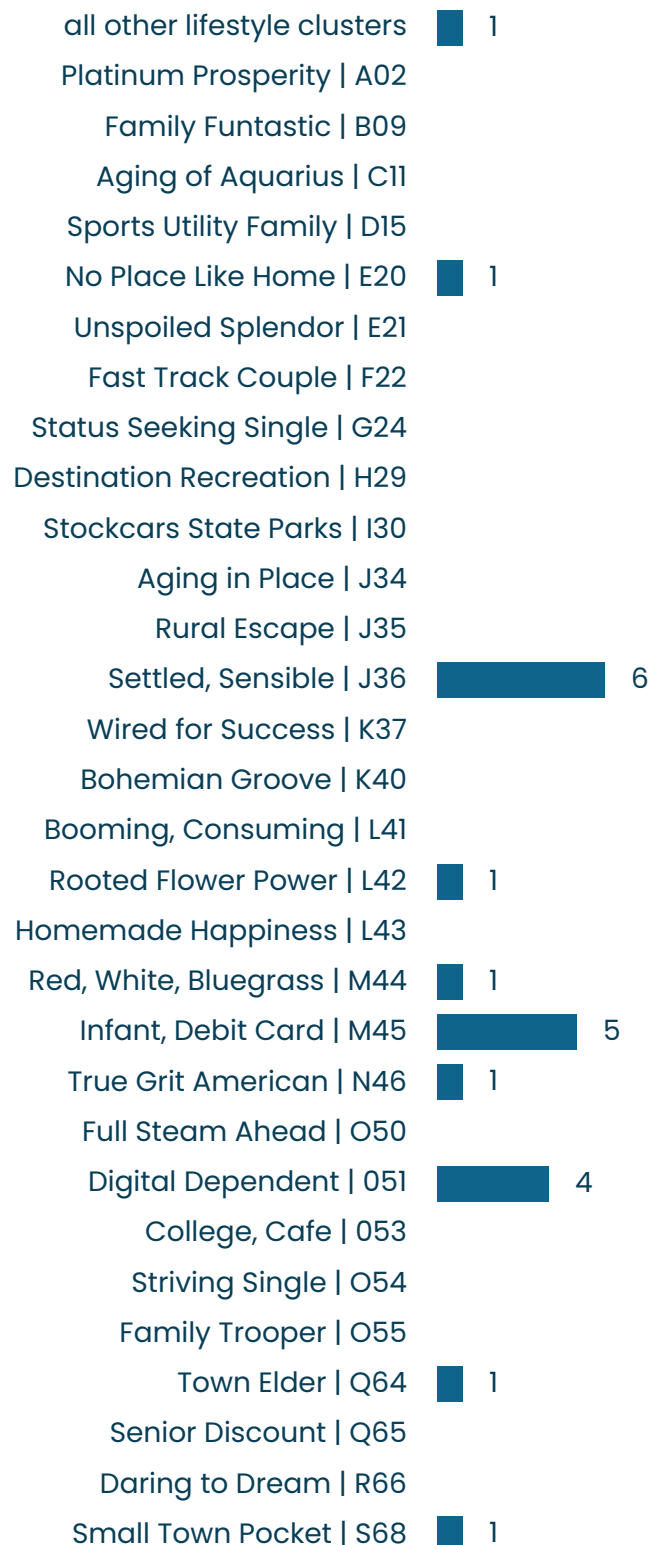 all other lifestyle clusters 1
Platinum Prosperity | A02
Family Funtastic | B09
Aging of Aquarius | C11
Sports Utility Family | D15
No Place Like Home | E20 1
Unspoiled Splendor | E21
Fast Track Couple | F22
Status Seeking Single | G24
Destination Recreation | H29
Stockcars State Parks | I30
Aging in Place | J34
Rural Escape | J35
Settled, Sensible | J36 6
Wired for Success | K37
Bohemian Groove | K40
Booming, Consuming | L41
Rooted Flower Power | L42 1
Homemade Happiness | L43
Red, White, Bluegrass | M44 1
Infant, Debit Card | M45 5
True Grit American | N46 1
Full Steam Ahead | O50
Digital Dependent | 051 4
College, Cafe | 053
Striving Single | O54
Family Trooper | O55
Town Elder | Q64 1
Senior Discount | Q65
Daring to Dream | R66
Small Town Pocket | S68 1